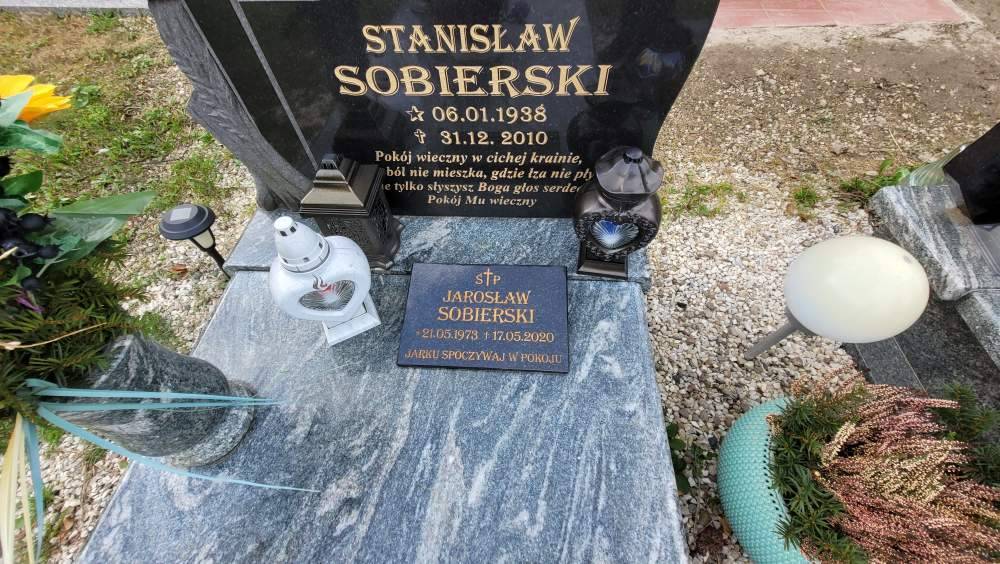 STANISŁAW
SOBIERSKI
☆ 06.01.1938
✝ 31.12.2010
Pokój wieczny w cichej krainie,
ból nie mieszka, gdzie łza nie
tylko słyszysz Boga głos
Pokój Mu wieczny
Ś✝P
JAROSŁAW
SOBIERSKI
*21.05.1973 †17.05.2020
JARKU SPOCZYWAJ W POKOJU